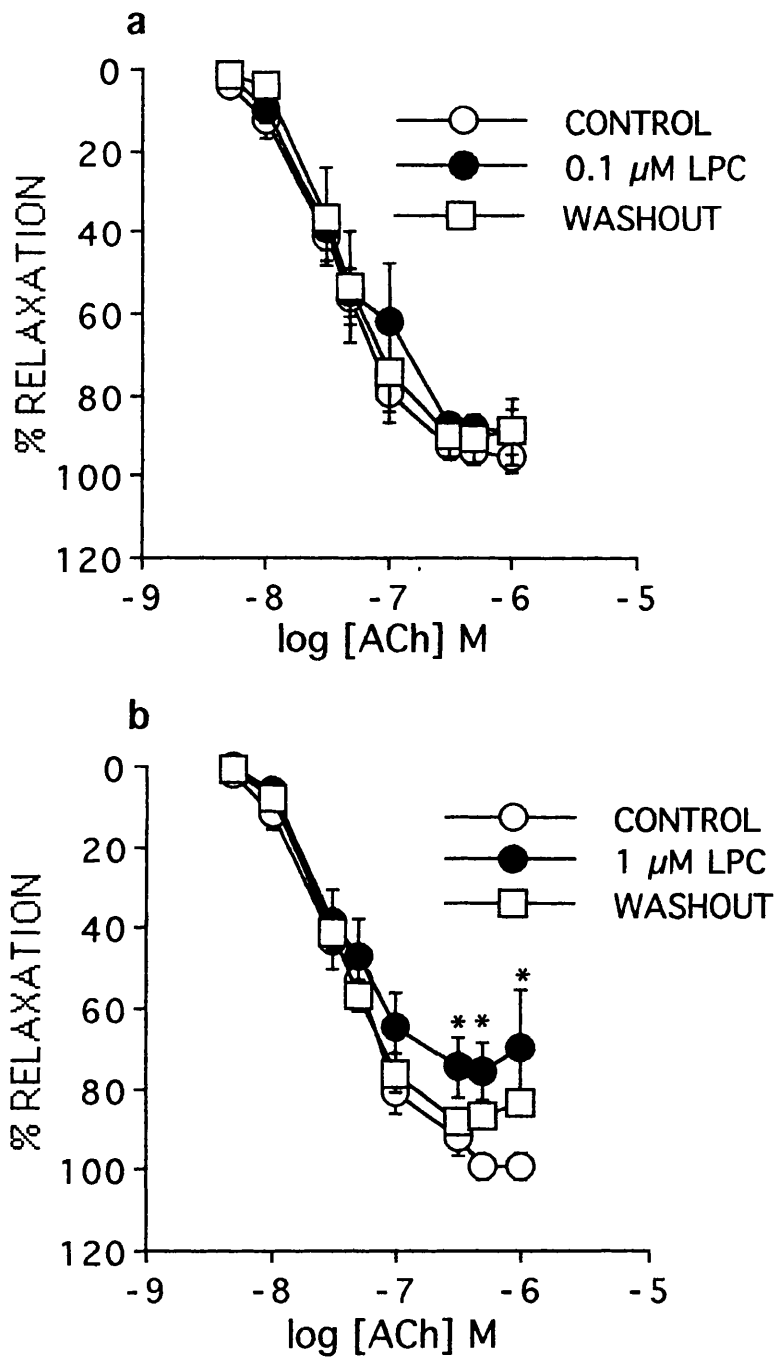 a
0
20
40
60
80
100
120
% RELAXATION
CONTROL
0.1 µM LPC
WASHOUT
-9 -8 -7 -6 -5
log [ACh] M
b
0
20
40
60
80
100
120
% RELAXATION
CONTROL
1 µM LPC
WASHOUT
* * *
-9 -8 -7 -6 -5
log [ACh] M